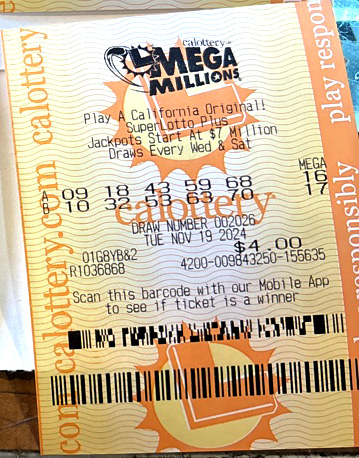 calottery
MEGA
MILLIONS
Play A California Original!
SuperLotto Plus
Jackpots Start At $7 Million
Draws Every Wed & Sat
MEGA
A 09 18 43 59 68 16
B 10 32 53 63 70 17
calottery
DRAW NUMBER 002026
TUE NOV 19 2024
$4.00
01G8YB&2
R1036868 4200-009843250-155635
Scan this barcode with our Mobile App
to see if ticket is a winner
com calottery.com calottery
play respon
responsibly